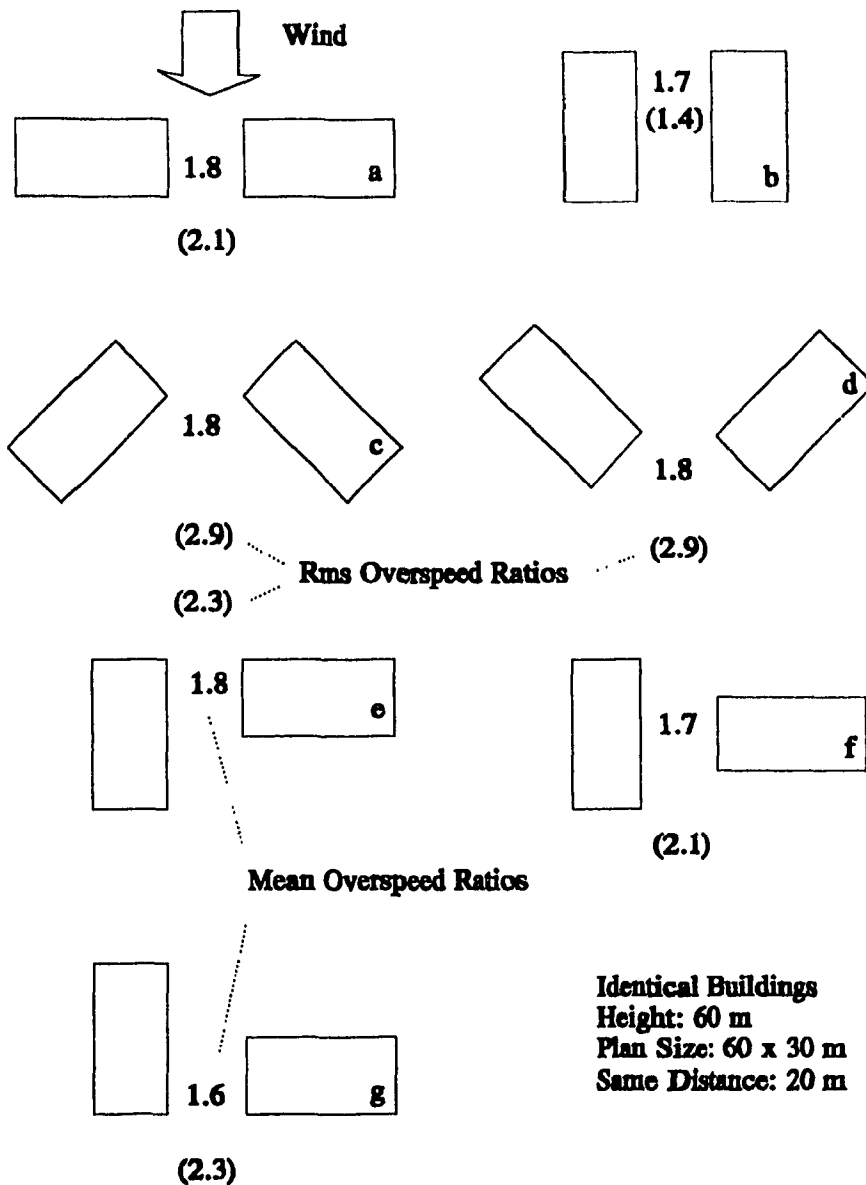 Wind
1.8
a
(2.1)
1.7
(1.4)
b
1.8
c
(2.9)
1.8
d
(2.9)
Rms Overspeed Ratios
(2.3)
1.8
e
1.7
f
(2.1)
Mean Overspeed Ratios
1.6
g
(2.3)
Identical Buildings
Height: 60 m
Plan Size: 60 x 30 m
Same Distance: 20 m